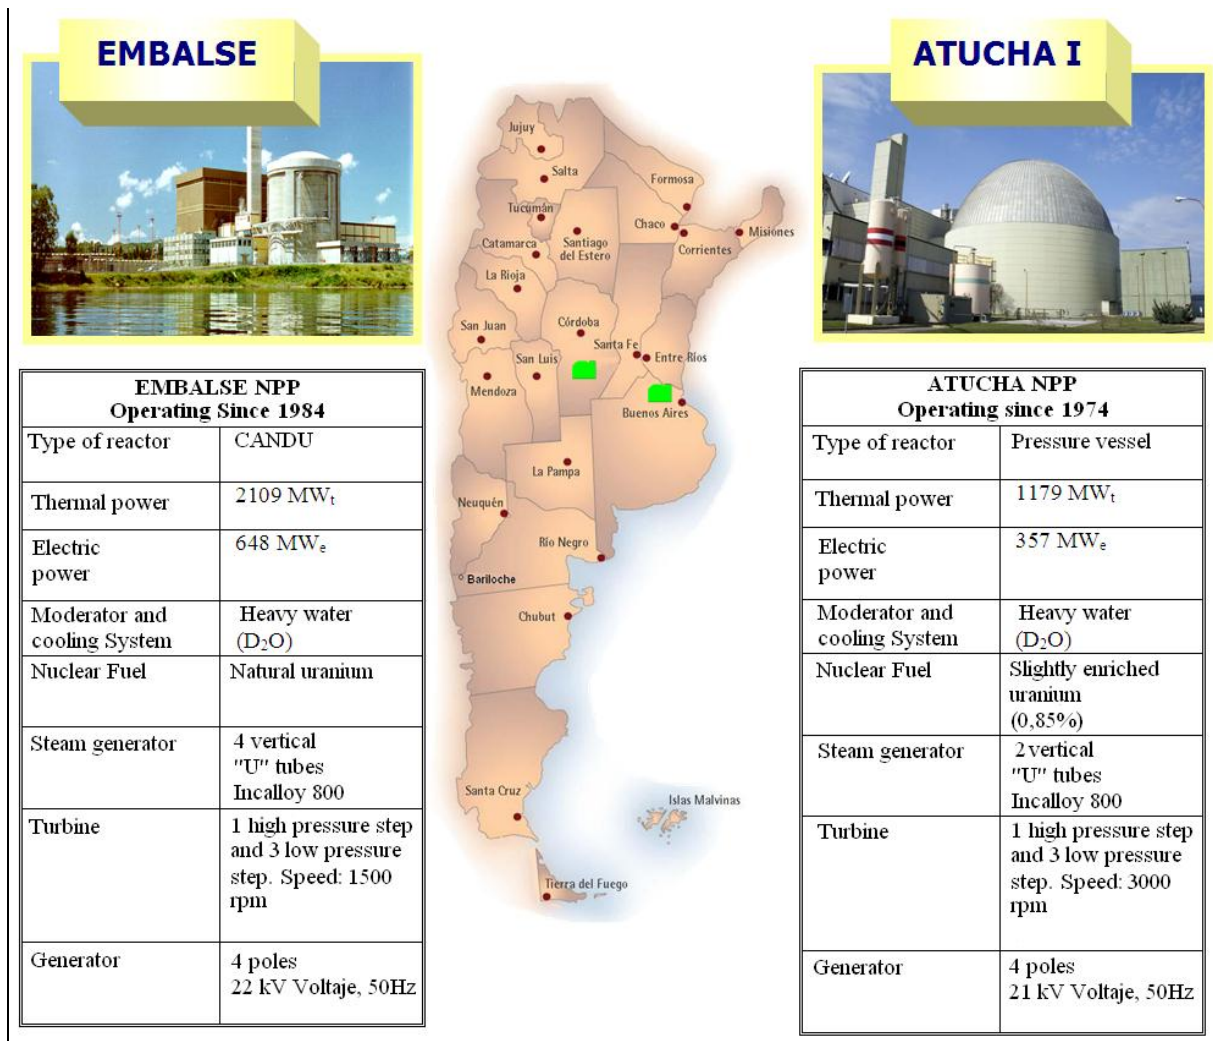 EMBALSE
ATUCHA I
Jujuy
Salta
Formosa
Tucumán
Chaco
Misiones
Catamarca
Santiago
del Estero
Corrientes
La Rioja
San Juan
Córdoba
Santa Fe
San Luis
Entre Ríos
Mendoza
Buenos Aires
La Pampa
Neuquén
Río Negro
Bariloche
Chubut
Santa Cruz
Islas Malvinas
Tierra del Fuego
EMBALSE NPP
Operating Since 1984
Type of reactor CANDU
Thermal power 2109 MWₜ
Electric
power
648 MWₑ
Moderator and
cooling System
Heavy water
(D₂O)
Nuclear Fuel Natural uranium
Steam generator 4 vertical
"U" tubes
Incalloy 800
Turbine 1 high pressure step
and 3 low pressure
step. Speed: 1500
rpm
Generator 4 poles
22 kV Voltaje, 50Hz
ATUCHA NPP
Operating since 1974
Type of reactor Pressure vessel
Thermal power 1179 MWₜ
Electric
power
357 MWₑ
Moderator and
cooling System
Heavy water
(D₂O)
Nuclear Fuel Slightly enriched
uranium
(0,85%)
Steam generator 2 vertical
"U" tubes
Incalloy 800
Turbine 1 high pressure step
and 3 low pressure
step. Speed: 3000
rpm
Generator 4 poles
21 kV Voltaje, 50Hz